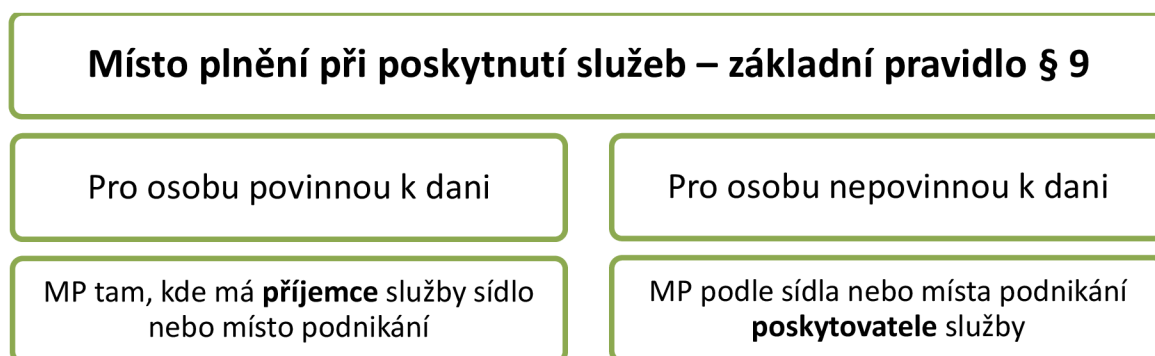 Místo plnění při poskytnutí služeb – základní pravidlo § 9
Pro osobu povinnou k dani
Pro osobu nepovinnou k dani
MP tam, kde má příjemce služby sídlo
nebo místo podnikání
MP podle sídla nebo místa podnikání
poskytovatele služby